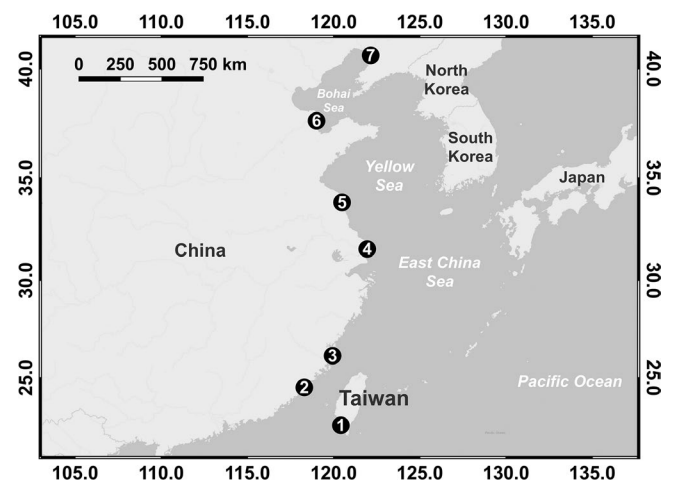 105.0 110.0 115.0 120.0 125.0 130.0 135.0
40.0 40.0
0 250 500 750 km
7
North
Korea
Bohai
Sea
6
South
Korea
Yellow
Sea
35.0 35.0
Japan
5
4
China
East China
Sea
30.0 30.0
3
2
25.0 25.0
Pacific Ocean
Taiwan
1
105.0 110.0 115.0 120.0 125.0 130.0 135.0